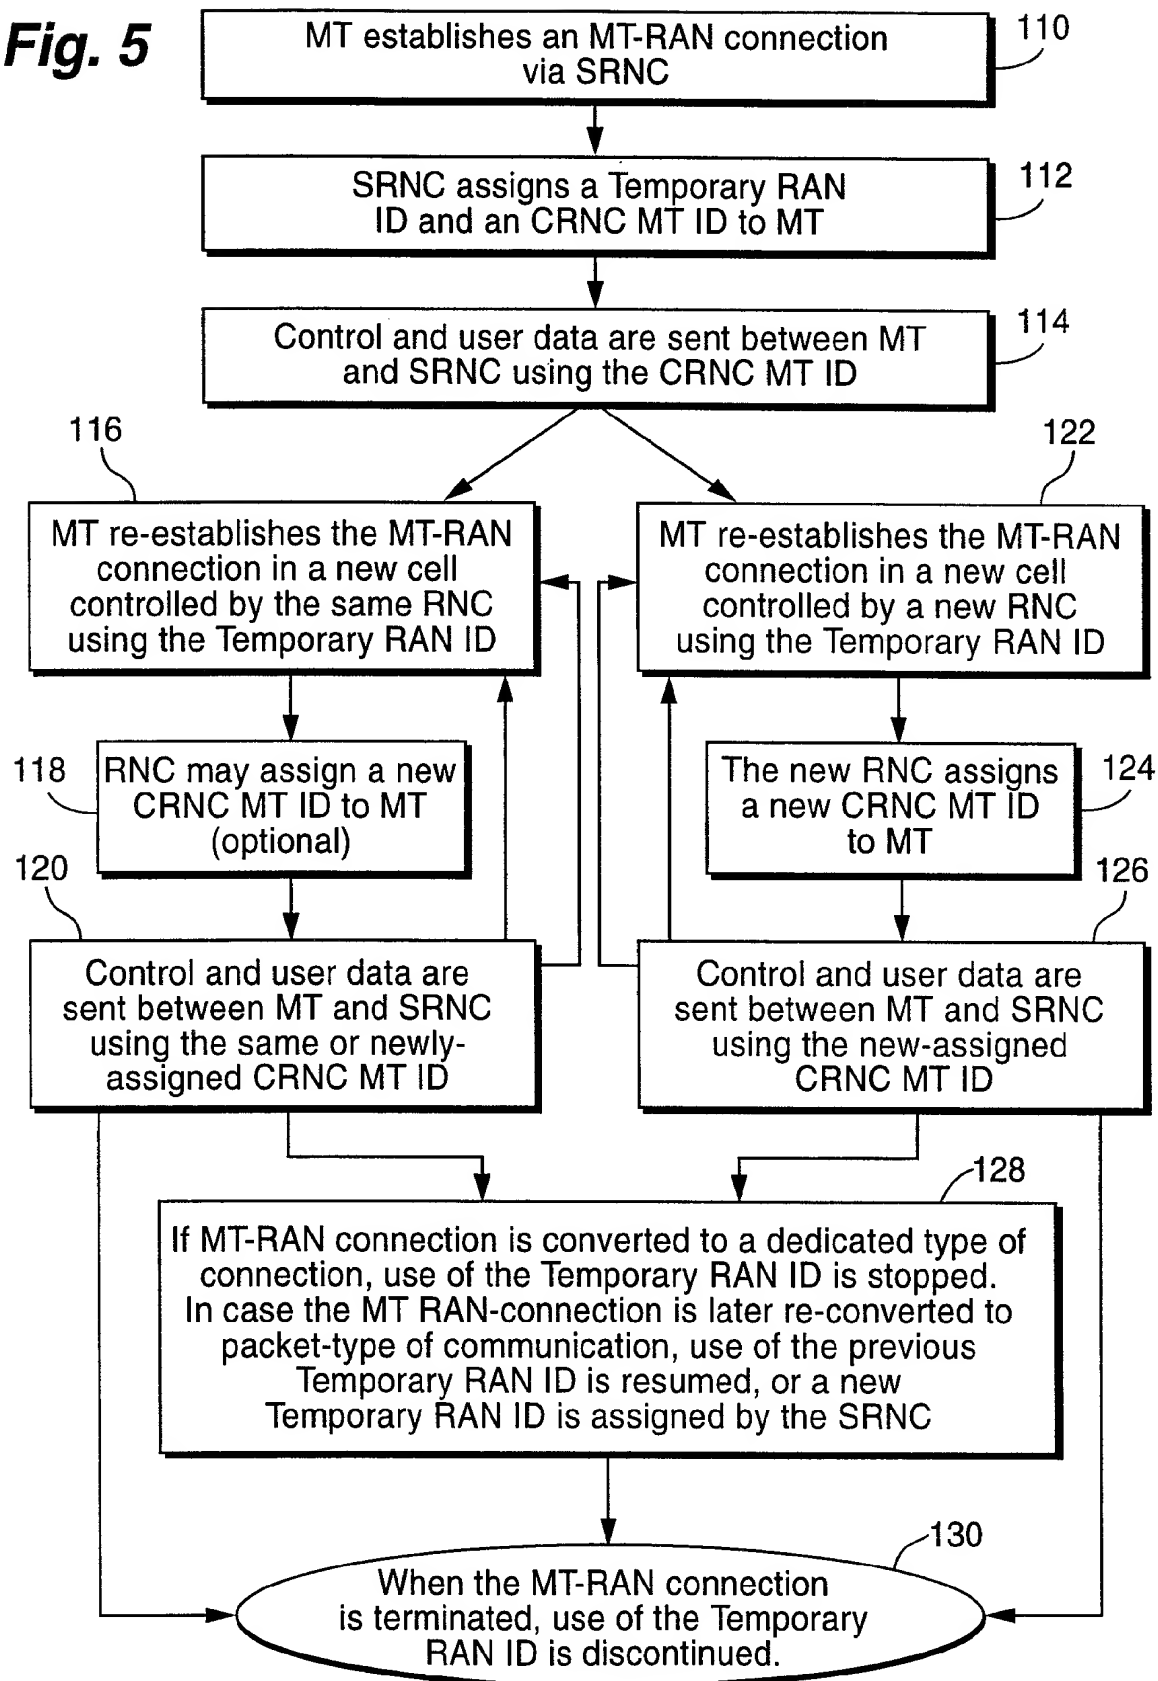 Fig. 5
MT establishes an MT-RAN connection
via SRNC
110
SRNC assigns a Temporary RAN
ID and an CRNC MT ID to MT
112
Control and user data are sent between MT
and SRNC using the CRNC MT ID
114
116
MT re-establishes the MT-RAN
connection in a new cell
controlled by the same RNC
using the Temporary RAN ID
122
MT re-establishes the MT-RAN
connection in a new cell
controlled by a new RNC
using the Temporary RAN ID
118
RNC may assign a new
CRNC MT ID to MT
(optional)
The new RNC assigns
a new CRNC MT ID
to MT
124
120
Control and user data are
sent between MT and SRNC
using the same or newly-
assigned CRNC MT ID
126
Control and user data are
sent between MT and SRNC
using the new-assigned
CRNC MT ID
128
If MT-RAN connection is converted to a dedicated type of
connection, use of the Temporary RAN ID is stopped.
In case the MT RAN-connection is later re-converted to
packet-type of communication, use of the previous
Temporary RAN ID is resumed, or a new
Temporary RAN ID is assigned by the SRNC
130
When the MT-RAN connection
is terminated, use of the Temporary
RAN ID is discontinued.